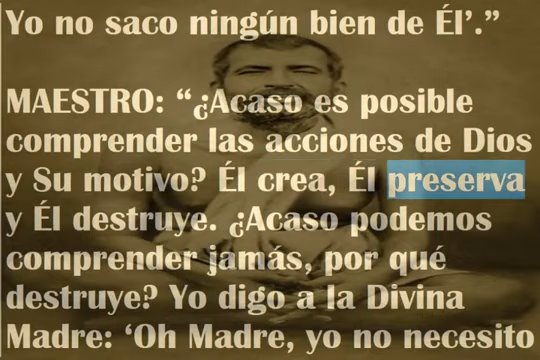 Yo no saco ningún bien de Él’.”
MAESTRO: “¿Acaso es posible
comprender las acciones de Dios
y Su motivo? Él crea, Él preserva
y Él destruye. ¿Acaso podemos
comprender jamás, por qué
destruye? Yo digo a la Divina
Madre: ‘Oh Madre, yo no necesito